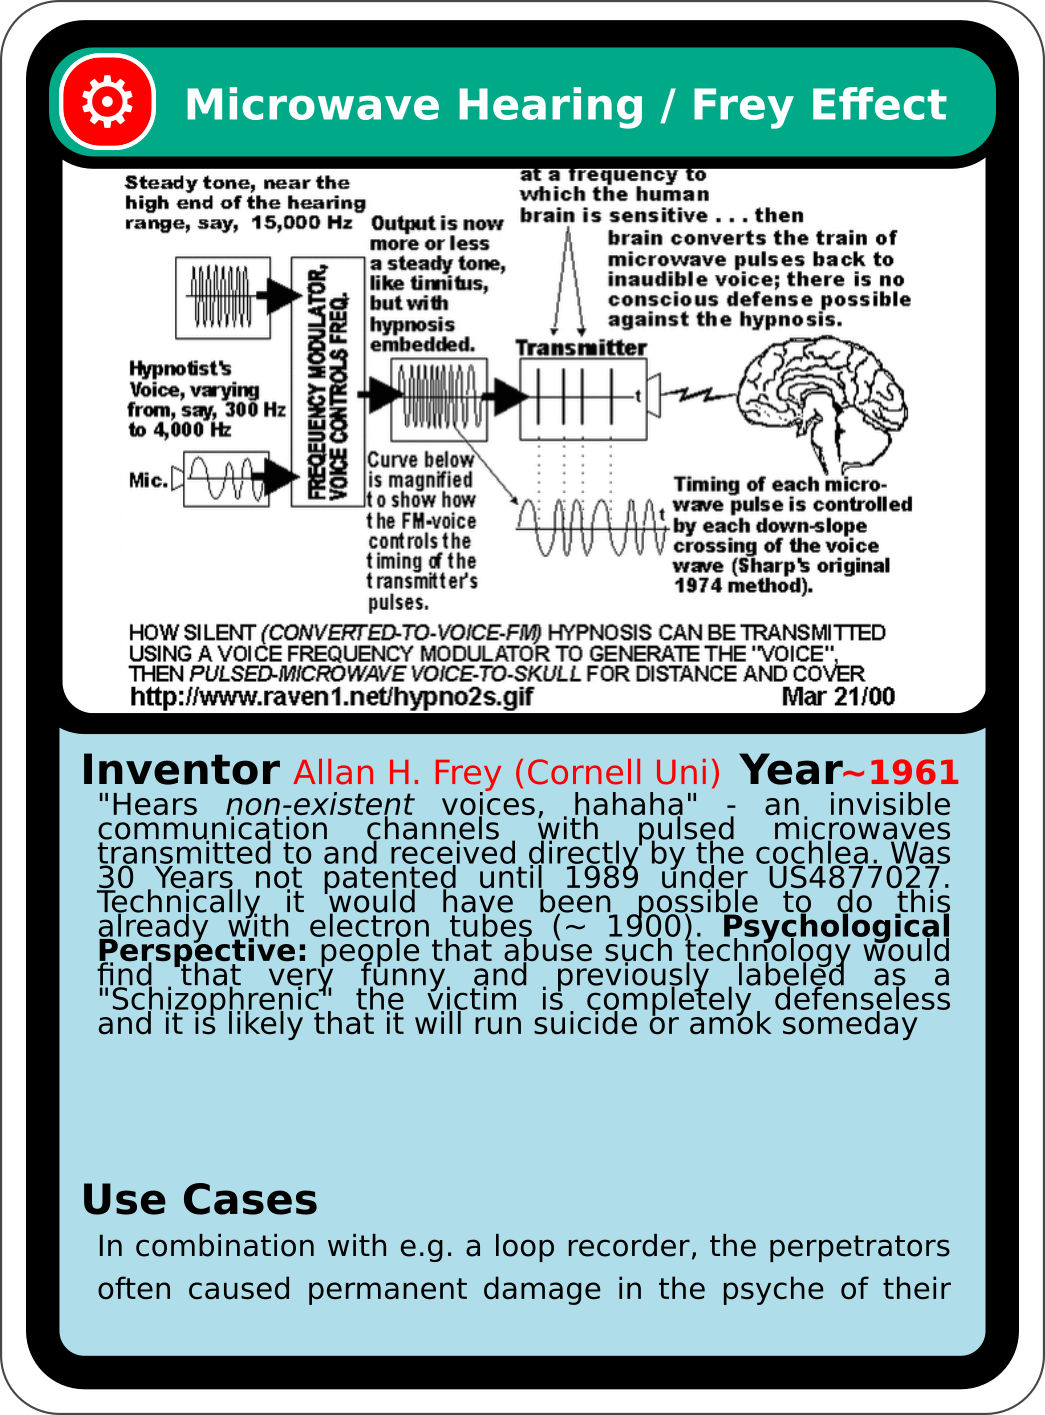 Microwave Hearing / Frey Effect
Steady tone, near the
high end of the hearing
range, say, 15,000 Hz
Output is now
more or less
a steady tone,
like tinnitus,
but with
hypnosis
embedded.
at a frequency to
which the human
brain is sensitive . . . then
brain converts the train of
microwave pulses back to
inaudible voice; there is no
conscious defense possible
against the hypnosis.
FREQEUENCY MODULATOR,
VOICE CONTROLS FREQ.
Transmitter
t
Hypnotist's
Voice, varying
from, say, 300 Hz
to 4,000 Hz
Mic.
Curve below
is magnified
to show how
the FM-voice
controls the
timing of the
transmitter's
pulses.
t
Timing of each micro-
wave pulse is controlled
by each down-slope
crossing of the voice
wave (Sharp's original
1974 method).
HOW SILENT (CONVERTED-TO-VOICE-FM) HYPNOSIS CAN BE TRANSMITTED
USING A VOICE FREQUENCY MODULATOR TO GENERATE THE "VOICE",
THEN PULSED-MICROWAVE VOICE-TO-SKULL FOR DISTANCE AND COVER
http://www.raven1.net/hypno2s.gif Mar 21/00
Inventor Allan H. Frey (Cornell Uni) Year~1961
"Hears non-existent voices, hahaha" - an invisible
communication channels with pulsed microwaves
transmitted to and received directly by the cochlea. Was
30 Years not patented until 1989 under US4877027.
Technically it would have been possible to do this
already with electron tubes (~ 1900). Psychological
Perspective: people that abuse such technology would
find that very funny and previously labeled as a
"Schizophrenic" the victim is completely defenseless
and it is likely that it will run suicide or amok someday
Use Cases
In combination with e.g. a loop recorder, the perpetrators
often caused permanent damage in the psyche of their